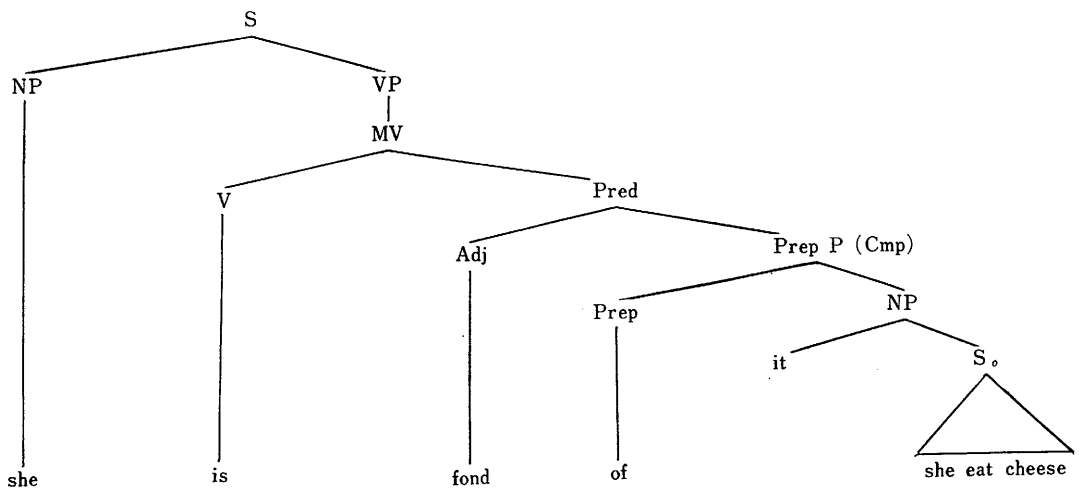 S
NP VP
MV
V Pred
Adj Prep P (Cmp)
Prep NP
it S₀
she is fond of she eat cheese